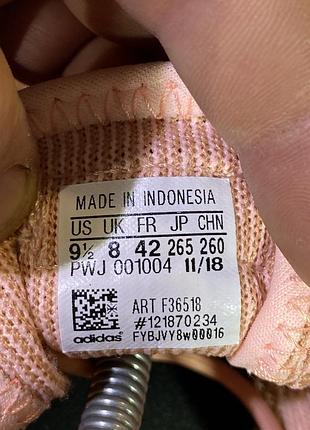 MADE IN INDONESIA
US UK FR JP CHN
9½ 8 42 265 260
PWJ 001004 11/18
ART F36518
#121870234
adidas FYBJVY8W00016